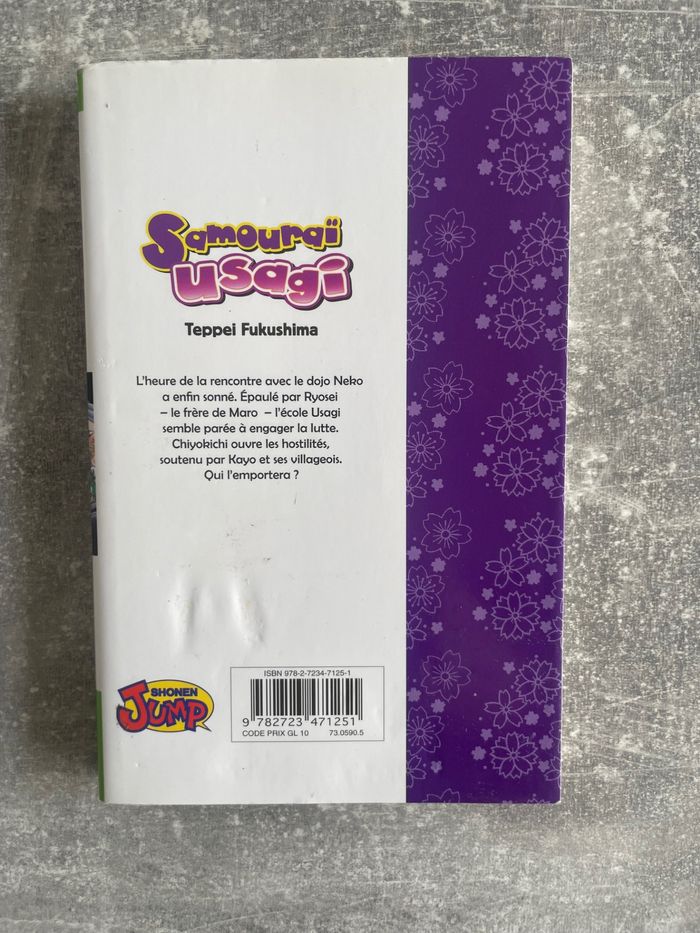 Samouraï
usagi
Teppei Fukushima
L'heure de la rencontre avec le dojo Neko
a enfin sonné. Épaulé par Ryosei
– le frère de Maro – l'école Usagi
semble parée à engager la lutte.
Chiyokichi ouvre les hostilités,
soutenu par Kayo et ses villageois.
Qui l'emportera ?
SHONEN
JUMP
ISBN 978-2-7234-7125-1
9 782723 471251
CODE PRIX GL 10 73.0590.5